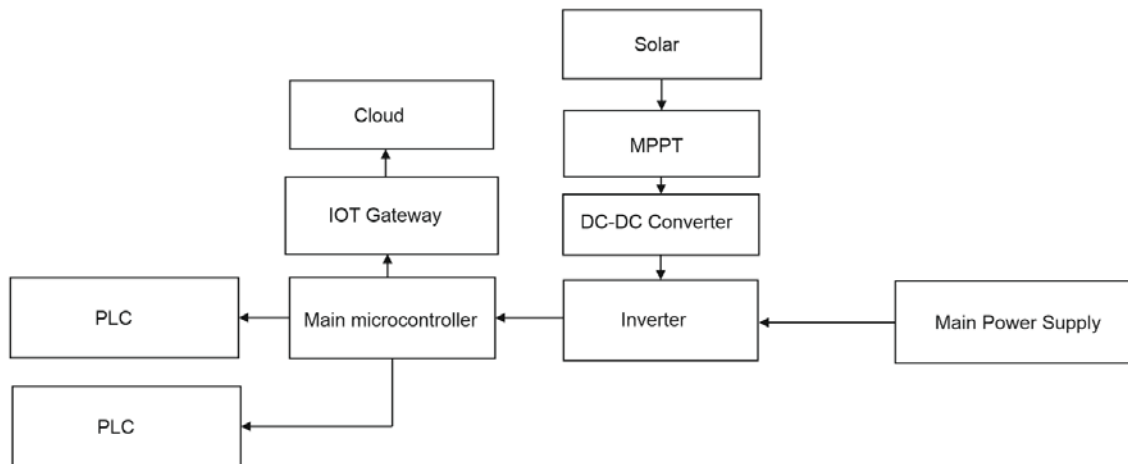 Solar
Cloud
MPPT
IOT Gateway
DC-DC Converter
PLC
Main microcontroller
Inverter
Main Power Supply
PLC